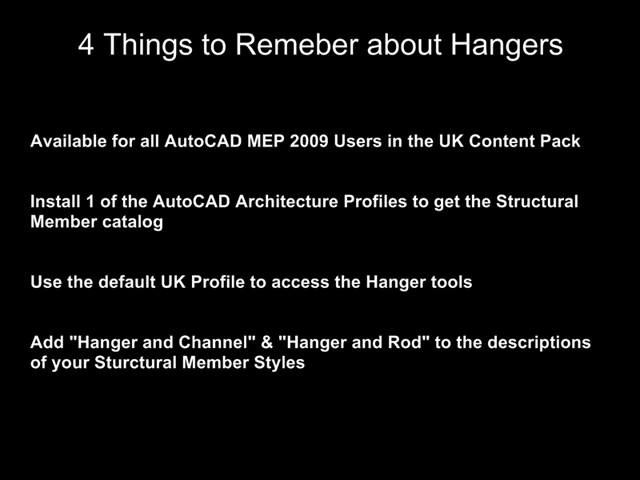 4 Things to Remeber about Hangers
Available for all AutoCAD MEP 2009 Users in the UK Content Pack
Install 1 of the AutoCAD Architecture Profiles to get the Structural
Member catalog
Use the default UK Profile to access the Hanger tools
Add "Hanger and Channel" & "Hanger and Rod" to the descriptions
of your Sturctural Member Styles